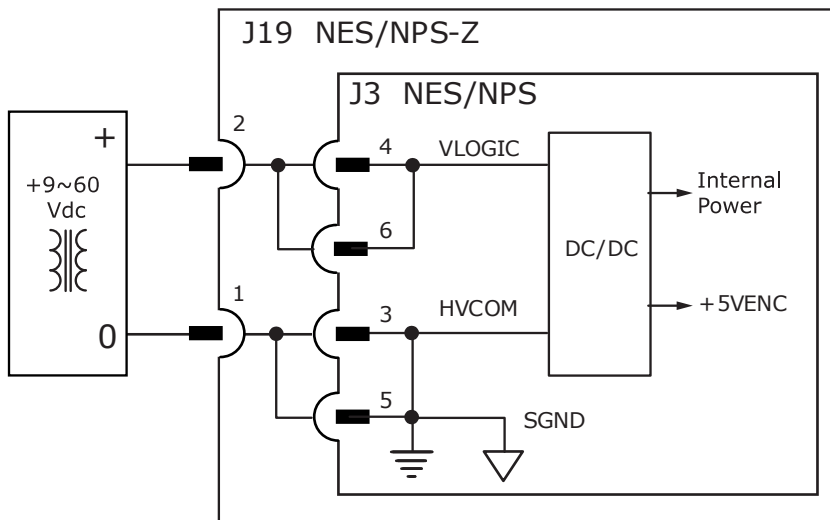 J19 NES/NPS-Z
J3 NES/NPS
+
+9~60
Vdc
0
2
1
4
VLOGIC
6
3
HVCOM
5
SGND
DC/DC
Internal
Power
+5VENC